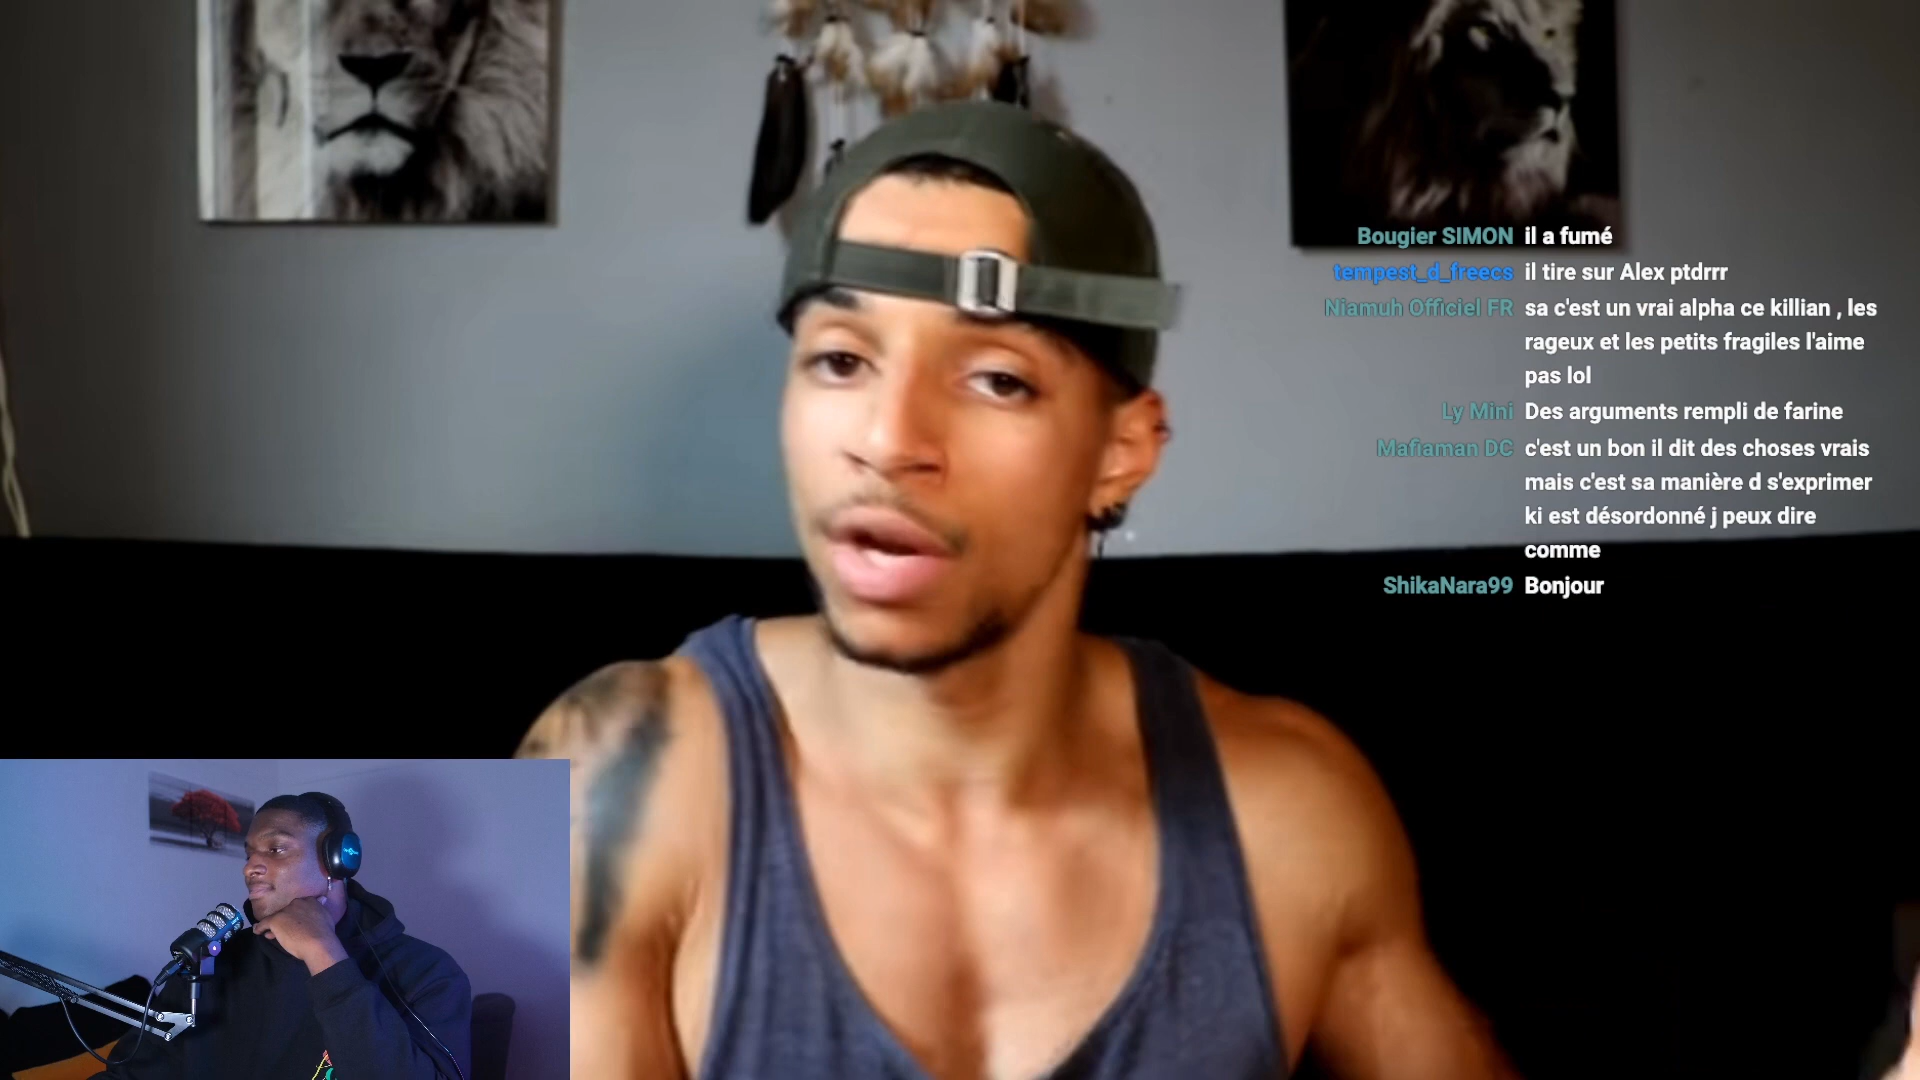 Bougier SIMON il a fumé
tempest_d_freecs il tire sur Alex ptdrrr
Niamuh Officiel FR sa c'est un vrai alpha ce killian , les
rageux et les petits fragiles l'aime
pas lol
Ly Mini Des arguments rempli de farine
Mafiaman DC c'est un bon il dit des choses vrais
mais c'est sa manière d s'exprimer
ki est désordonné j peux dire
comme
ShikaNara99 Bonjour